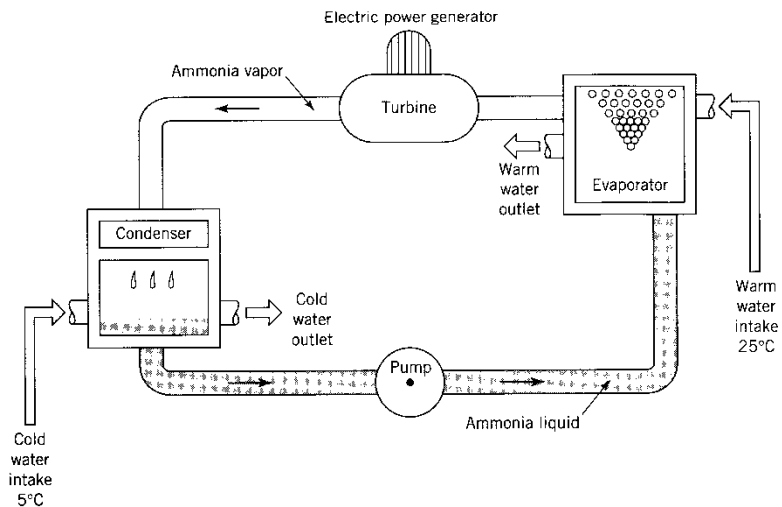 Electric power generator
Ammonia vapor
Turbine
Warm
water
outlet
Evaporator
Condenser
Cold
water
outlet
Warm
water
intake
25°C
Pump
Ammonia liquid
Cold
water
intake
5°C